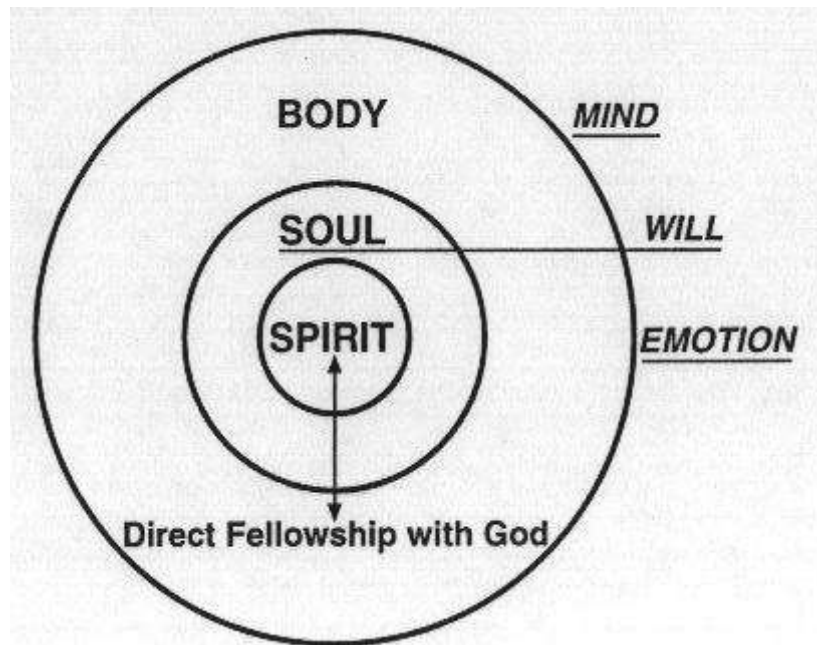 BODY
MIND
SOUL
WILL
SPIRIT
EMOTION
Direct Fellowship with God